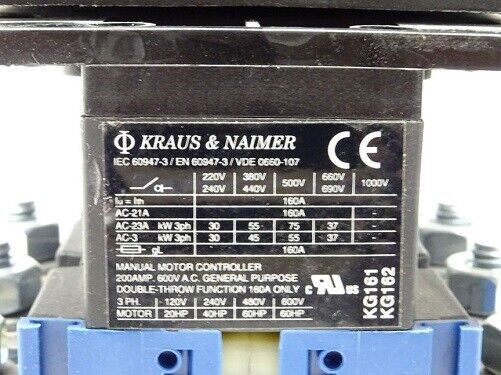 KRAUS & NAIMER CE
IEC 60947-3 / EN 60947-3 / VDE 0660-107
220V 380V 500V 660V 1000V
240V 440V 690V
Iu = Ith 160A -
AC-21A 160A -
AC-23A kW 3ph 30 55 75 37 -
AC-3 kW 3ph 30 45 55 37 -
gL 160A -
MANUAL MOTOR CONTROLLER
200AMP. 600V A.C. GENERAL PURPOSE
DOUBLE-THROW FUNCTION 160A ONLY c RU us
3 PH. 120V 240V 480V 600V
MOTOR 20HP 40HP 60HP 60HP
KG161
KG162